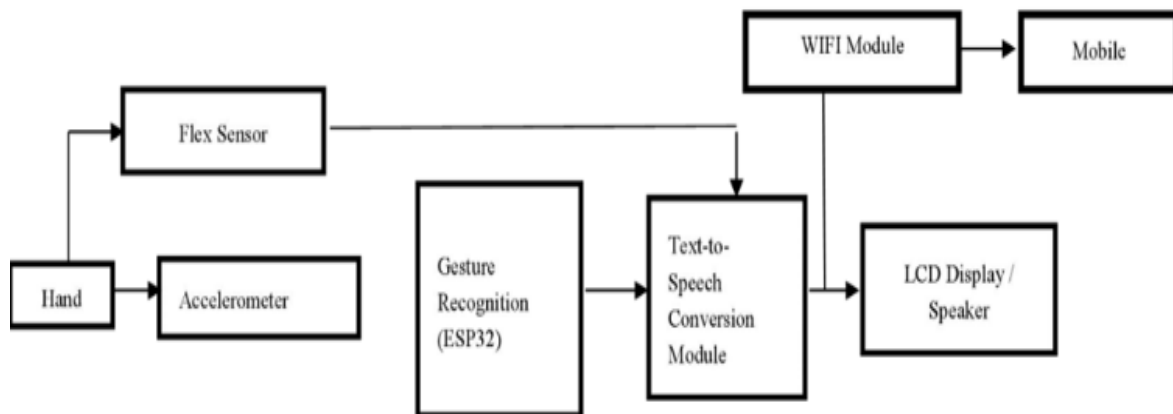 WIFI Module
Mobile
Flex Sensor
Hand
Accelerometer
Gesture
Recognition
(ESP32)
Text-to-
Speech
Conversion
Module
LCD Display /
Speaker